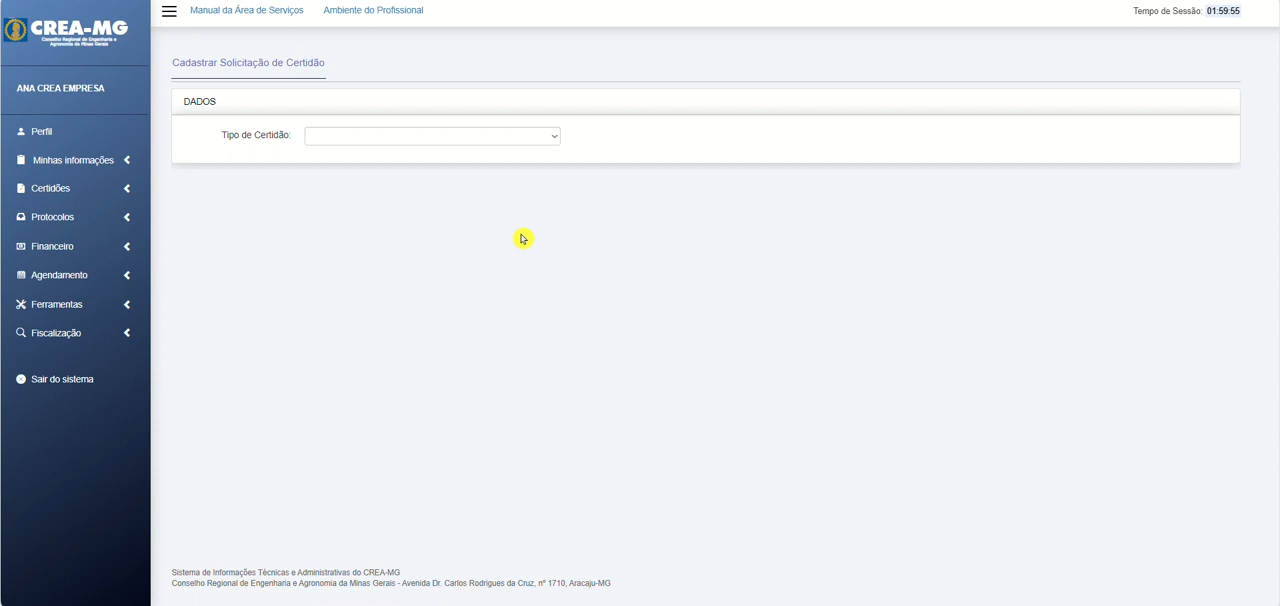 CREA-MG
Conselho Regional de Engenharia e
Agronomia da Minas Gerais
Manual da Área de Serviços
Ambiente do Profissional
Tempo de Sessão: 01:59:55
ANA CREA EMPRESA
Perfil
Minhas informações
Certidões
Protocolos
Financeiro
Agendamento
Ferramentas
Fiscalização
Sair do sistema
Cadastrar Solicitação de Certidão
DADOS
Tipo de Certidão:
Sistema de Informações Técnicas e Administrativas do CREA-MG
Conselho Regional de Engenharia e Agronomia da Minas Gerais - Avenida Dr. Carlos Rodrigues da Cruz, nº 1710, Aracaju-MG